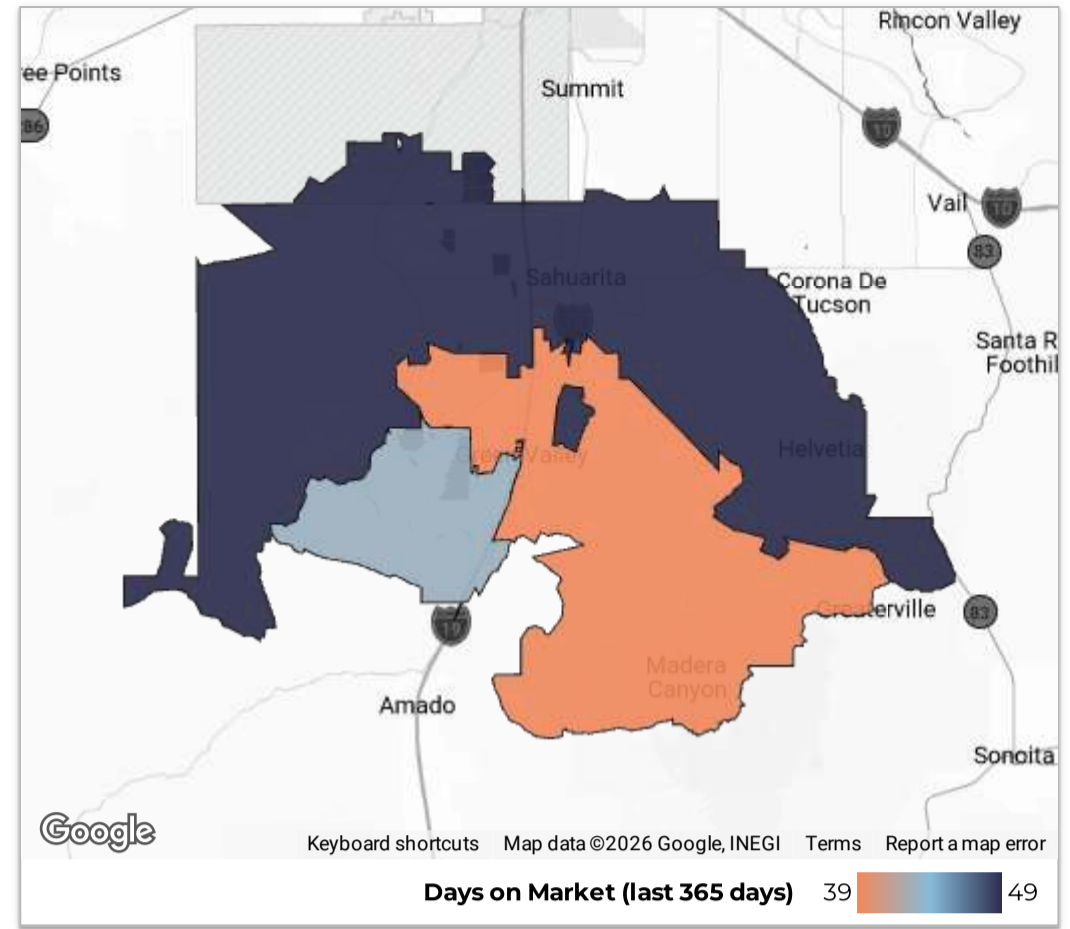 Rincon Valley
ee Points
Summit
86
10
Vail
10
83
Sahuarita
Corona De
Tucson
Santa R
Foothil
Helvetia
Green Valley
Greaterville
83
19
Madera
Canyon
Amado
Sonoita
Google
Keyboard shortcuts Map data ©2026 Google, INEGI Terms Report a map error
Days on Market (last 365 days) 39 49